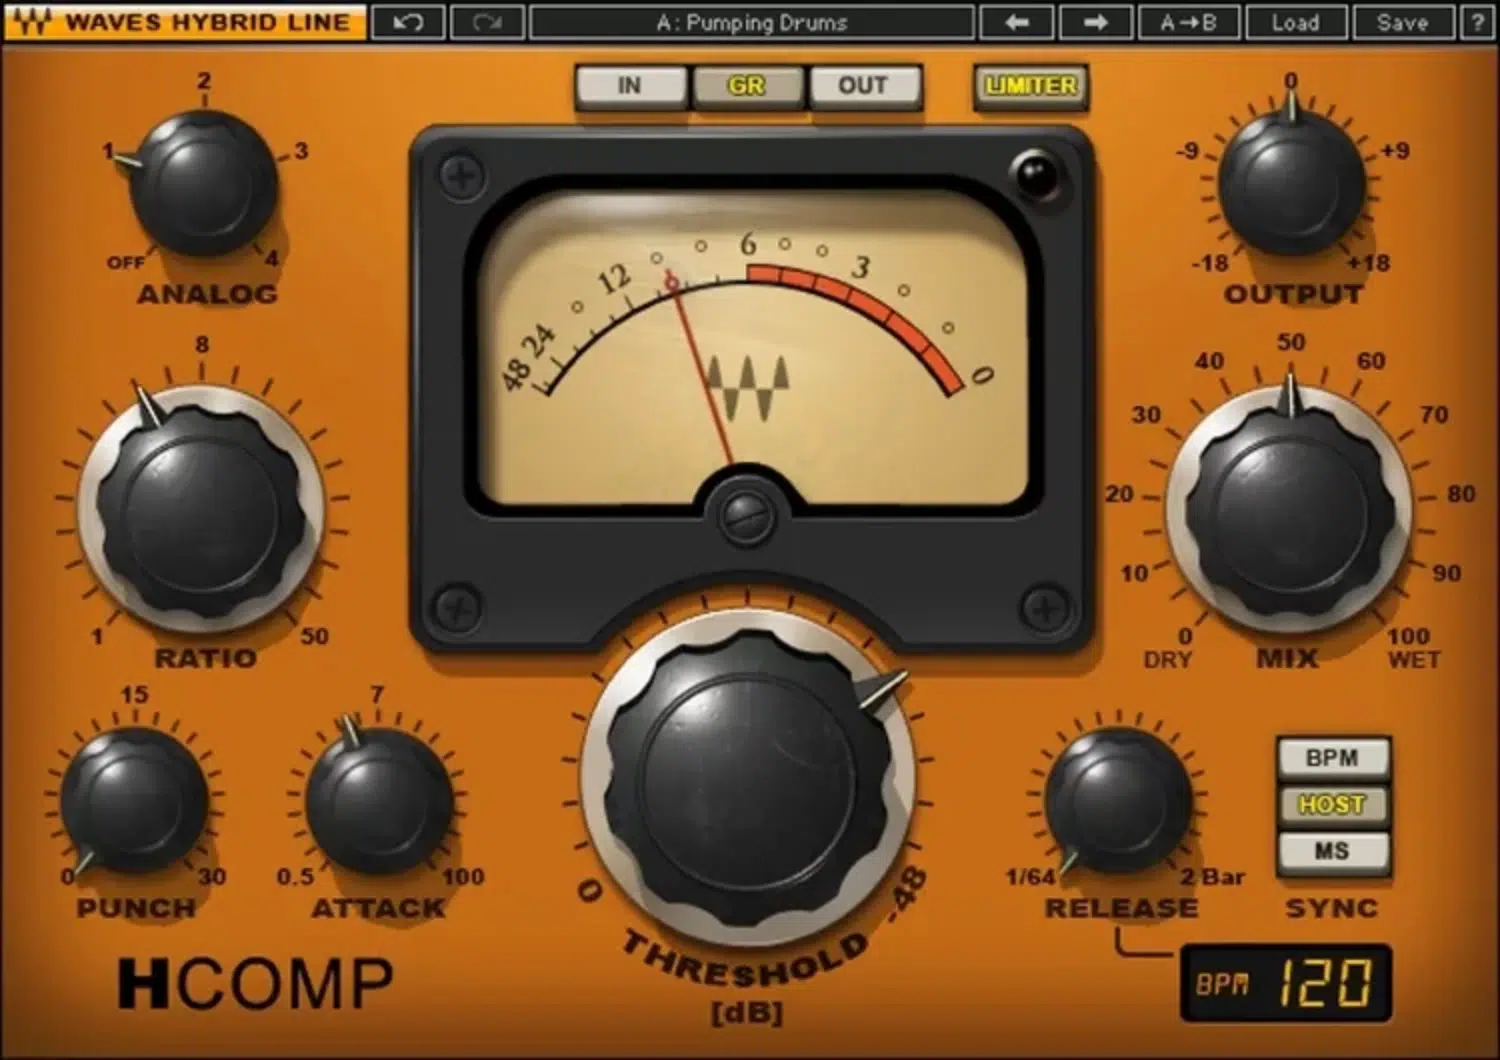 WAVES HYBRID LINE
A: Pumping Drums
A→B
Load
Save
?
IN
GR
OUT
LIMITER
OFF
1
2
3
4
ANALOG
48
24
12
6
3
0
-18
-9
0
+9
+18
OUTPUT
1
8
50
RATIO
0
10
20
30
40
50
60
70
80
90
100
DRY
WET
MIX
0
15
30
PUNCH
0.5
7
100
ATTACK
0
-48
THRESHOLD
[dB]
1/64
2 Bar
RELEASE
BPM
HOST
MS
SYNC
HCOMP
BPM 120